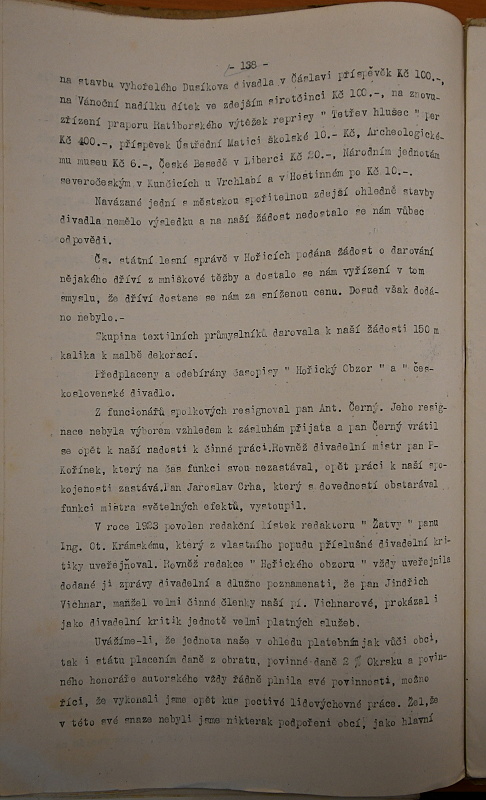 - 138 -
na stavbu vyhořelého Dusíkova divadla v Čáslavi příspěvěk Kč 100.-,
na Vánoční nadílku dítek ve zdejším sirotčinci Kč 100.-, na znovu-
zřízení praporu Ratiborského výtěžek reprisy " Tetřev hlušec " per
Kč 400.-, příspěvek Ústřední Matici školské 10.- Kč, Archeologické-
mu museu Kč 6.-, České Besedě v Liberci Kč 20.-, Národním jednotám
severočeským v Kunčicích u Vrchlabí a v Hostinném po Kč 10.-.
Navázané jední s městskou spořitelnou zdejší ohledně stavby
divadla nemělo výsledku a na naší žádost nedostalo se nám vůbec
odpovědi.
Čs. státní lesní správě v Hořicích podána žádost o darování
nějakého dříví z mniškové těžby a dostalo se nám vyřízení v tom
smyslu, že dříví dostane se nám za sníženou cenu. Dosud však dodá-
no nebylo.-
Skupina textilních průmyslníků darovala k naší žádosti 150 m
kalika k malbě dekorací.
Předplaceny a odebírány časopisy " Hořický Obzor " a " čes-
koslovenské divadlo.
Z funcionářů spolkových resignoval pan Ant. Černý. Jeho resig-
nace nebyla výborem vzhledem k zásluhám přijata a pan Černý vrátil
se opět k naší radosti k činné práci.Rovněž divadelní mistr pan F-
Kořínek, který na čas funkci svou nezastával, opět práci k naší spo-
kojenosti zastává.Pan Jaroslav Crha, který s dovedností obstarával
funkci mistra světelných efektů, vystoupil.
V roce 1923 povolen redakční lístek redaktoru " Žatvy " panu
Ing. Ot. Krámskému, který z vlastního popudu příslušné divadelní kri-
tiky uveřejňoval. Rovněž redakce " Hořického obzoru " vždy uveřejnila
dodané jí zprávy divadelní a dlužno poznamenati, že pan Jindřich
Vichnar, manžel velmi činné členky naší pí. Vichnarové, prokázal i
jako divadelní kritik jednotě velmi platných služeb.
Uvážíme-li, že jednota naše v ohledu platebním jak vůči obci,
tak i státu placením daně z obratu, povinné daně 2 % Okrsku a povin-
ného honoráře autorského vždy řádně plnila své povinnosti, možno
říci, že vykonali jsme opět kus poctivé lidovýchovné práce. Žel,že
v této své snaze nebyli jsme nikterak podpořeni obcí, jako hlavní